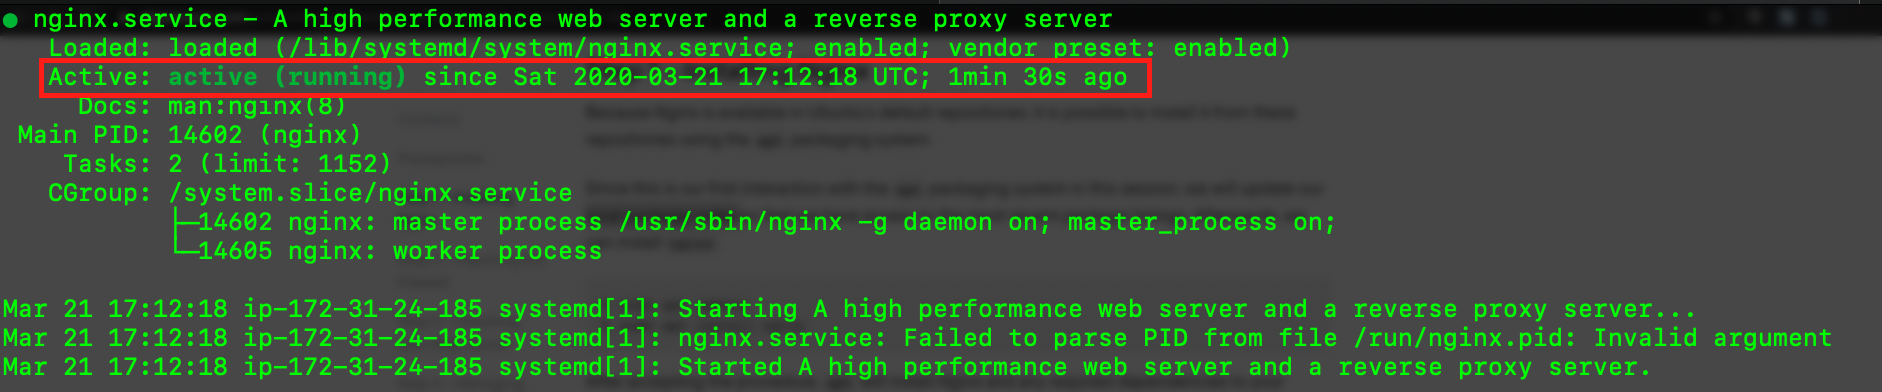 ● nginx.service - A high performance web server and a reverse proxy server
Loaded: loaded (/lib/systemd/system/nginx.service; enabled; vendor preset: enabled)
Active: active (running) since Sat 2020-03-21 17:12:18 UTC; 1min 30s ago
Docs: man:nginx(8)
Main PID: 14602 (nginx)
Tasks: 2 (limit: 1152)
CGroup: /system.slice/nginx.service
├─14602 nginx: master process /usr/sbin/nginx -g daemon on; master_process on;
└─14605 nginx: worker process
Mar 21 17:12:18 ip-172-31-24-185 systemd[1]: Starting A high performance web server and a reverse proxy server...
Mar 21 17:12:18 ip-172-31-24-185 systemd[1]: nginx.service: Failed to parse PID from file /run/nginx.pid: Invalid argument
Mar 21 17:12:18 ip-172-31-24-185 systemd[1]: Started A high performance web server and a reverse proxy server.